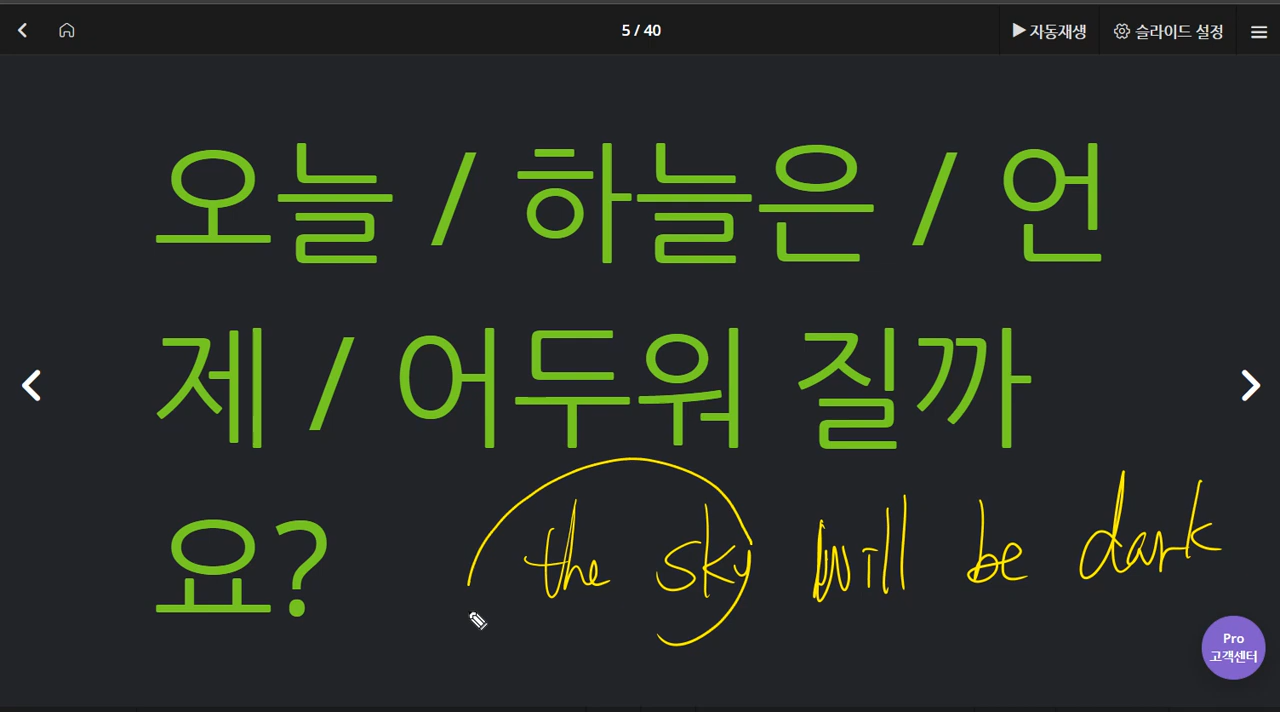 5 / 40
▶ 자동재생
슬라이드 설정
오늘 / 하늘은 / 언
제 / 어두워 질까
요?
the sky will be dark
Pro
고객센터